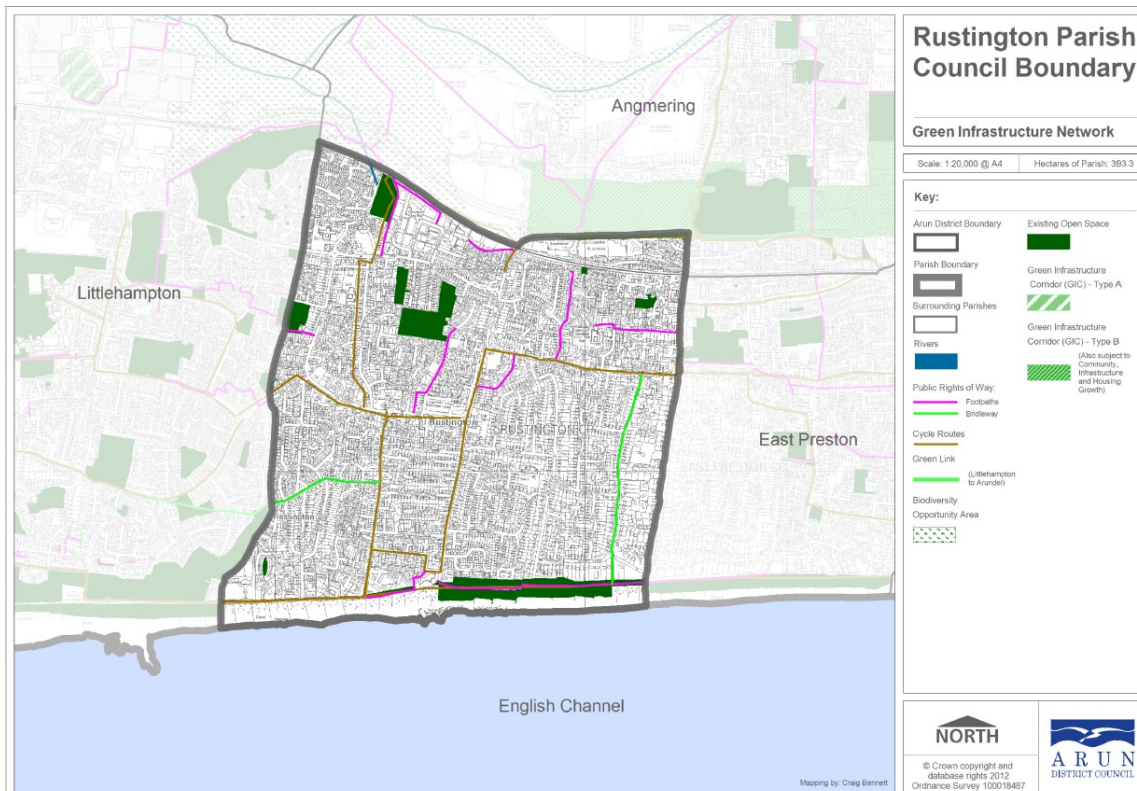 Rustington Parish
Council Boundary
Green Infrastructure Network
Scale: 1:20,000 @ A4
Hectares of Parish: 393.3
Key:
Arun District Boundary
Parish Boundary
Surrounding Parishes
Rivers
Public Rights of Way:
Footpaths
Bridleway
Cycle Routes
Green Link
(Littlehampton
to Arundel)
Biodiversity
Opportunity Area
Existing Open Space
Green Infrastructure
Corridor (GIC) - Type A
Green Infrastructure
Corridor (GIC) - Type B
(Also subject to
Community,
Infrastructure
and Housing
Growth)
Angmering
Littlehampton
Rustington
RUSTINGTON CP
East Preston
English Channel
Mapping by: Craig Bennett
NORTH
© Crown copyright and
database rights 2012
Ordnance Survey 100018487
ARUN
DISTRICT COUNCIL